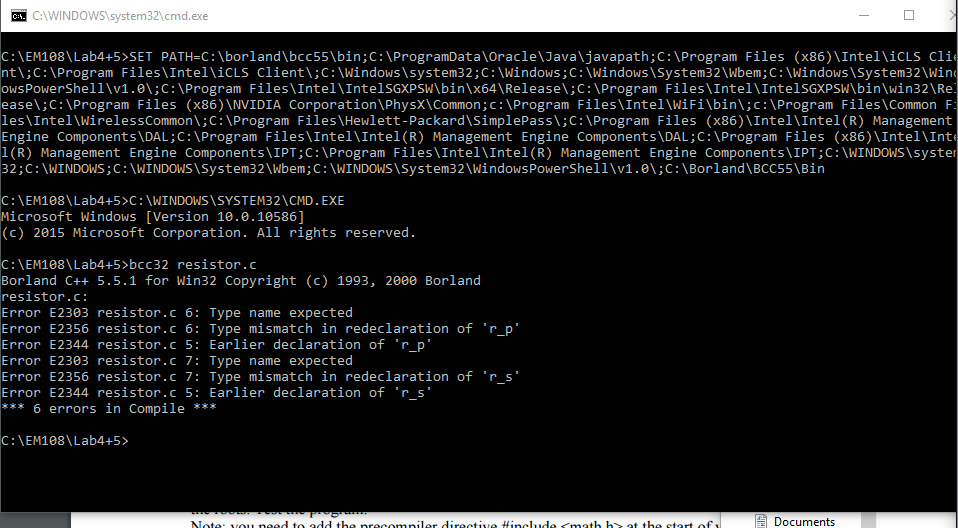 C:\WINDOWS\system32\cmd.exe
C:\EM108\Lab4+5>SET PATH=C:\borland\bcc55\bin;C:\ProgramData\Oracle\Java\javapath;C:\Program Files (x86)\Intel\iCLS Clie
nt\;C:\Program Files\Intel\iCLS Client\;C:\Windows\system32;C:\Windows;C:\Windows\System32\Wbem;C:\Windows\System32\Wind
owsPowerShell\v1.0\;C:\Program Files\Intel\IntelSGXPSW\bin\x64\Release\;C:\Program Files\Intel\IntelSGXPSW\bin\win32\Rel
ease\;C:\Program Files (x86)\NVIDIA Corporation\PhysX\Common;c:\Program Files\Intel\WiFi\bin\;c:\Program Files\Common Fi
les\Intel\WirelessCommon\;C:\Program Files\Hewlett-Packard\SimplePass\;C:\Program Files (x86)\Intel\Intel(R) Management
Engine Components\DAL;C:\Program Files\Intel\Intel(R) Management Engine Components\DAL;C:\Program Files (x86)\Intel\Inte
l(R) Management Engine Components\IPT;C:\Program Files\Intel\Intel(R) Management Engine Components\IPT;C:\WINDOWS\system
32;C:\WINDOWS;C:\WINDOWS\System32\Wbem;C:\WINDOWS\System32\WindowsPowerShell\v1.0\;C:\Borland\BCC55\Bin
C:\EM108\Lab4+5>C:\WINDOWS\SYSTEM32\CMD.EXE
Microsoft Windows [Version 10.0.10586]
(c) 2015 Microsoft Corporation. All rights reserved.
C:\EM108\Lab4+5>bcc32 resistor.c
Borland C++ 5.5.1 for Win32 Copyright (c) 1993, 2000 Borland
resistor.c:
Error E2303 resistor.c 6: Type name expected
Error E2356 resistor.c 6: Type mismatch in redeclaration of 'r_p'
Error E2344 resistor.c 5: Earlier declaration of 'r_p'
Error E2303 resistor.c 7: Type name expected
Error E2356 resistor.c 7: Type mismatch in redeclaration of 'r_s'
Error E2344 resistor.c 5: Earlier declaration of 'r_s'
*** 6 errors in Compile ***
C:\EM108\Lab4+5>
the roots. Test the program.
Note: you need to add the precompiler directive #include <math.h> at the start of
Documents